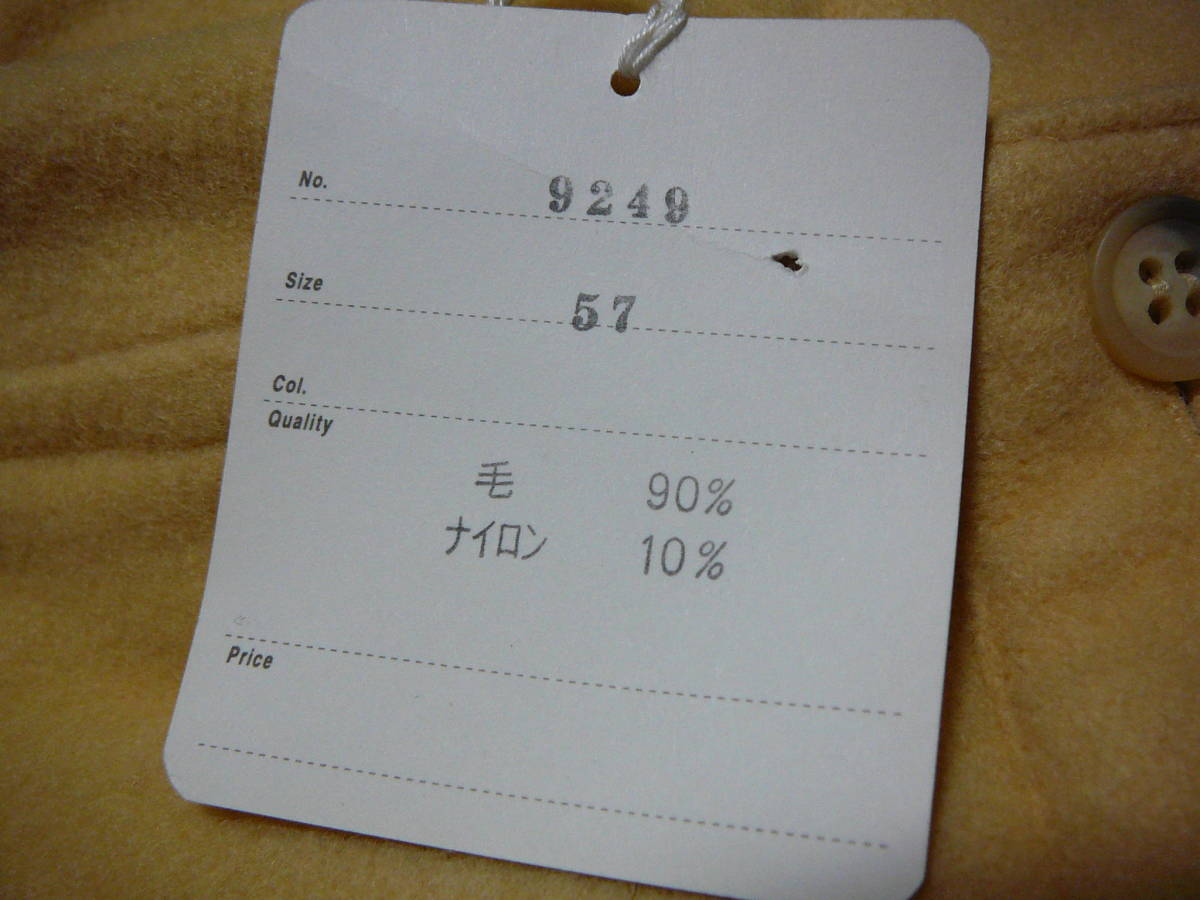 No. 9249
Size 57
Col.
Quality
毛 90%
ナイロン 10%
Price